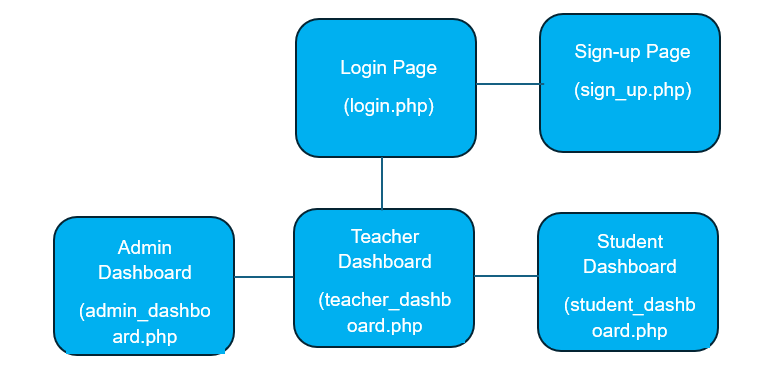 Login Page
(login.php)
Sign-up Page
(sign_up.php)
Admin
Dashboard
(admin_dashbo
ard.php
Teacher
Dashboard
(teacher_dashb
oard.php
Student
Dashboard
(student_dashb
oard.php